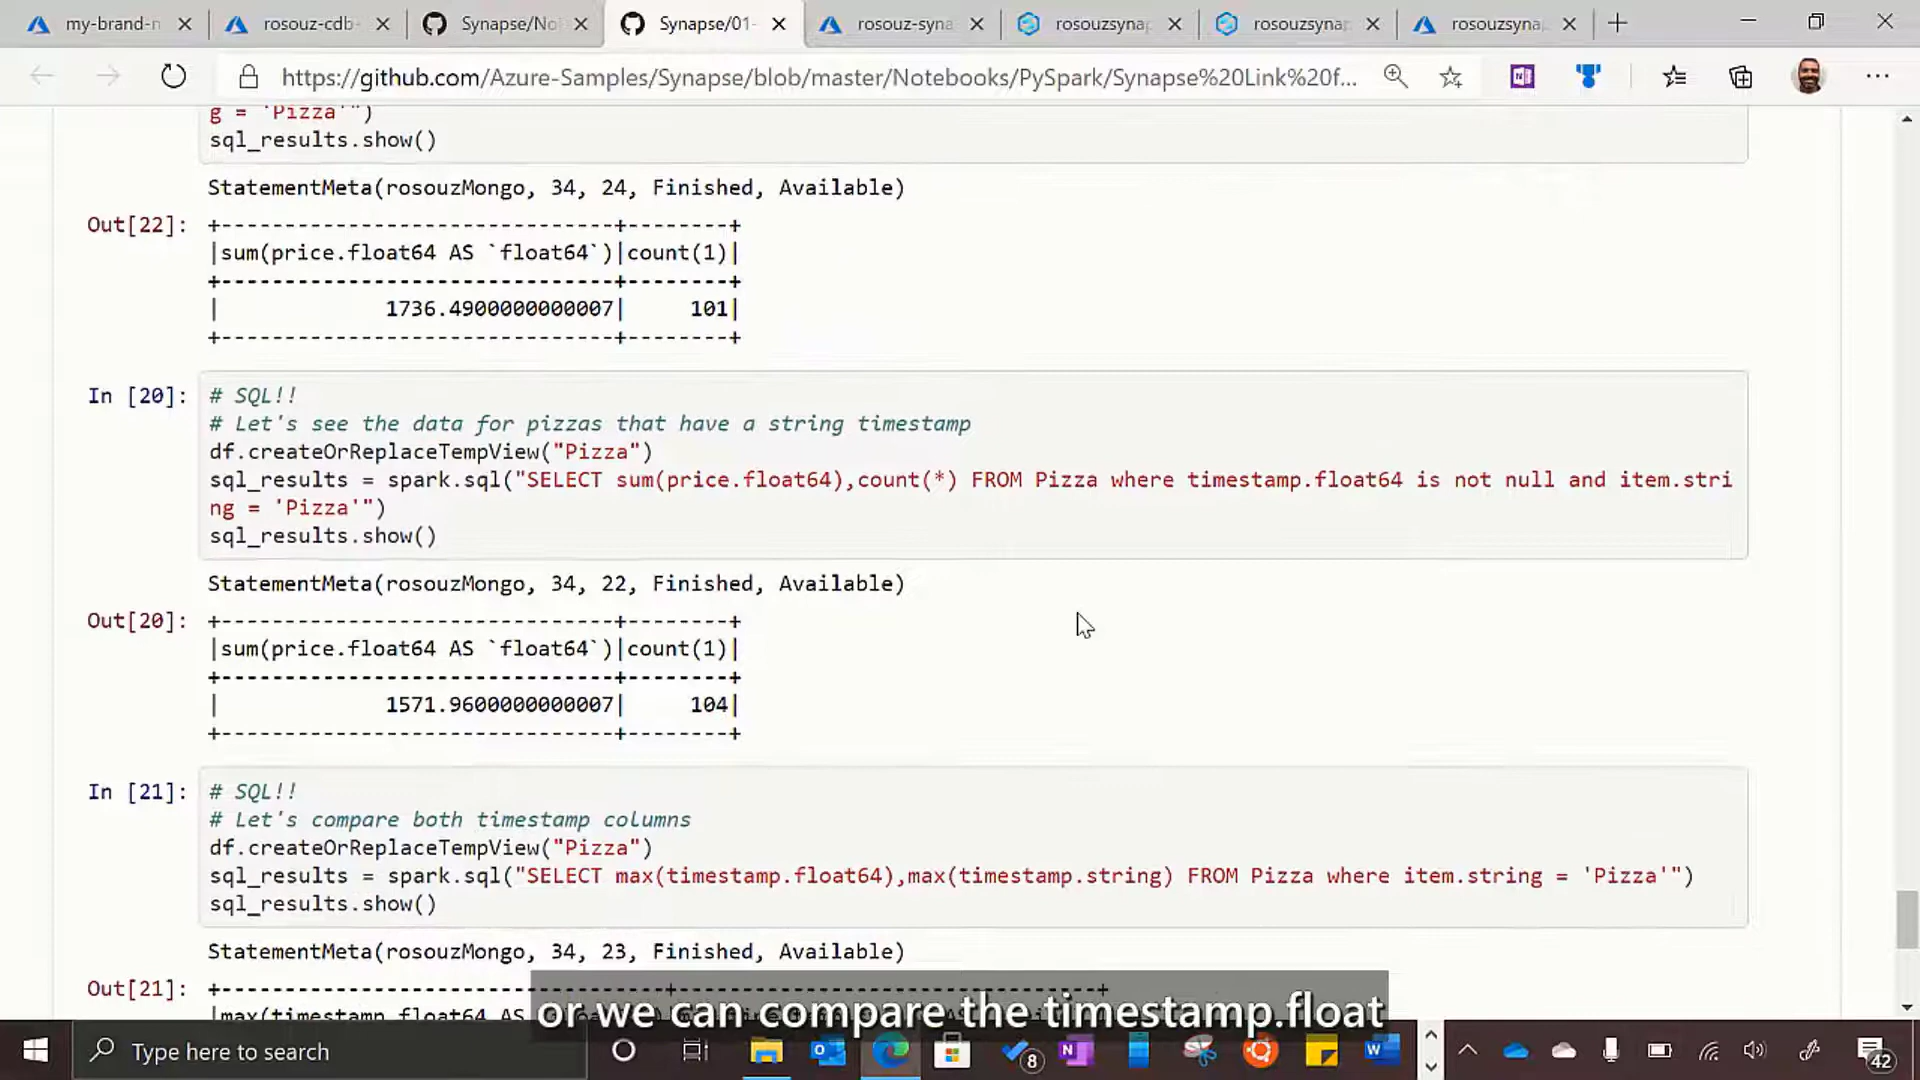 my-brand-n
rosouz-cdb-
Synapse/No
Synapse/01-
rosouz-syna
rosouzsynap
rosouzsynap
rosouzsyna
https://github.com/Azure-Samples/Synapse/blob/master/Notebooks/PySpark/Synapse%20Link%20f...
g = 'Pizza'")
sql_results.show()
StatementMeta(rosouzMongo, 34, 24, Finished, Available)
Out[22]:
+-------------------------------+--------+
|sum(price.float64 AS `float64`)|count(1)|
+-------------------------------+--------+
| 1736.4900000000007| 101|
+-------------------------------+--------+
In [20]:
# SQL!!
# Let's see the data for pizzas that have a string timestamp
df.createOrReplaceTempView("Pizza")
sql_results = spark.sql("SELECT sum(price.float64),count(*) FROM Pizza where timestamp.float64 is not null and item.stri
ng = 'Pizza'")
sql_results.show()
StatementMeta(rosouzMongo, 34, 22, Finished, Available)
Out[20]:
+-------------------------------+--------+
|sum(price.float64 AS `float64`)|count(1)|
+-------------------------------+--------+
| 1571.9600000000007| 104|
+-------------------------------+--------+
In [21]:
# SQL!!
# Let's compare both timestamp columns
df.createOrReplaceTempView("Pizza")
sql_results = spark.sql("SELECT max(timestamp.float64),max(timestamp.string) FROM Pizza where item.string = 'Pizza'")
sql_results.show()
StatementMeta(rosouzMongo, 34, 23, Finished, Available)
Out[21]:
|max(timestamp.float64 AS
or we can compare the timestamp.float
Type here to search
8
42